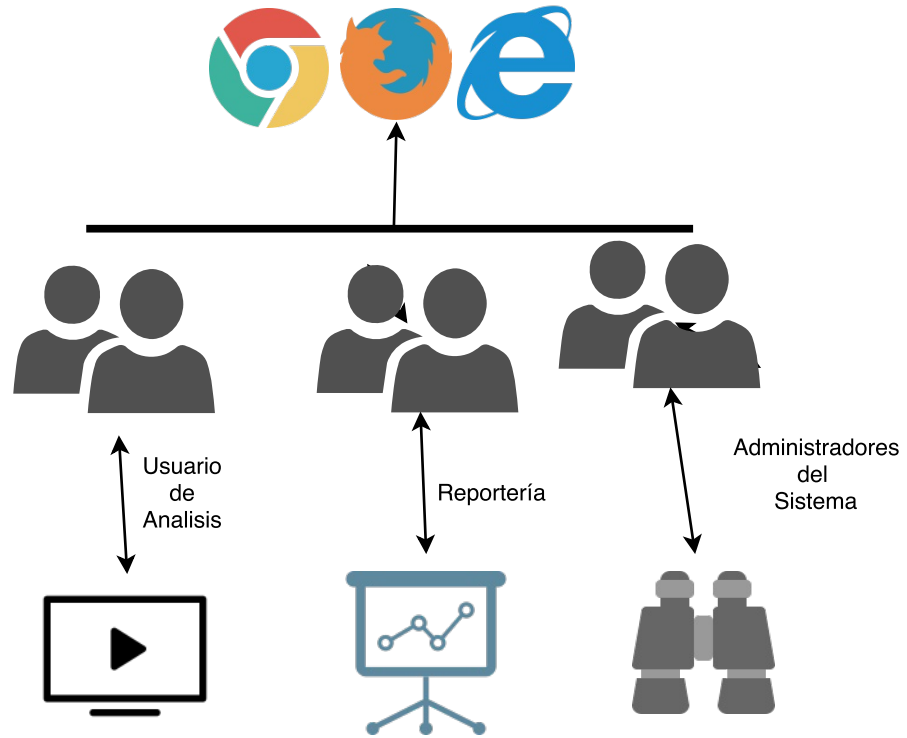 Usuario
de
Analisis
Reportería
Administradores
del
Sistema